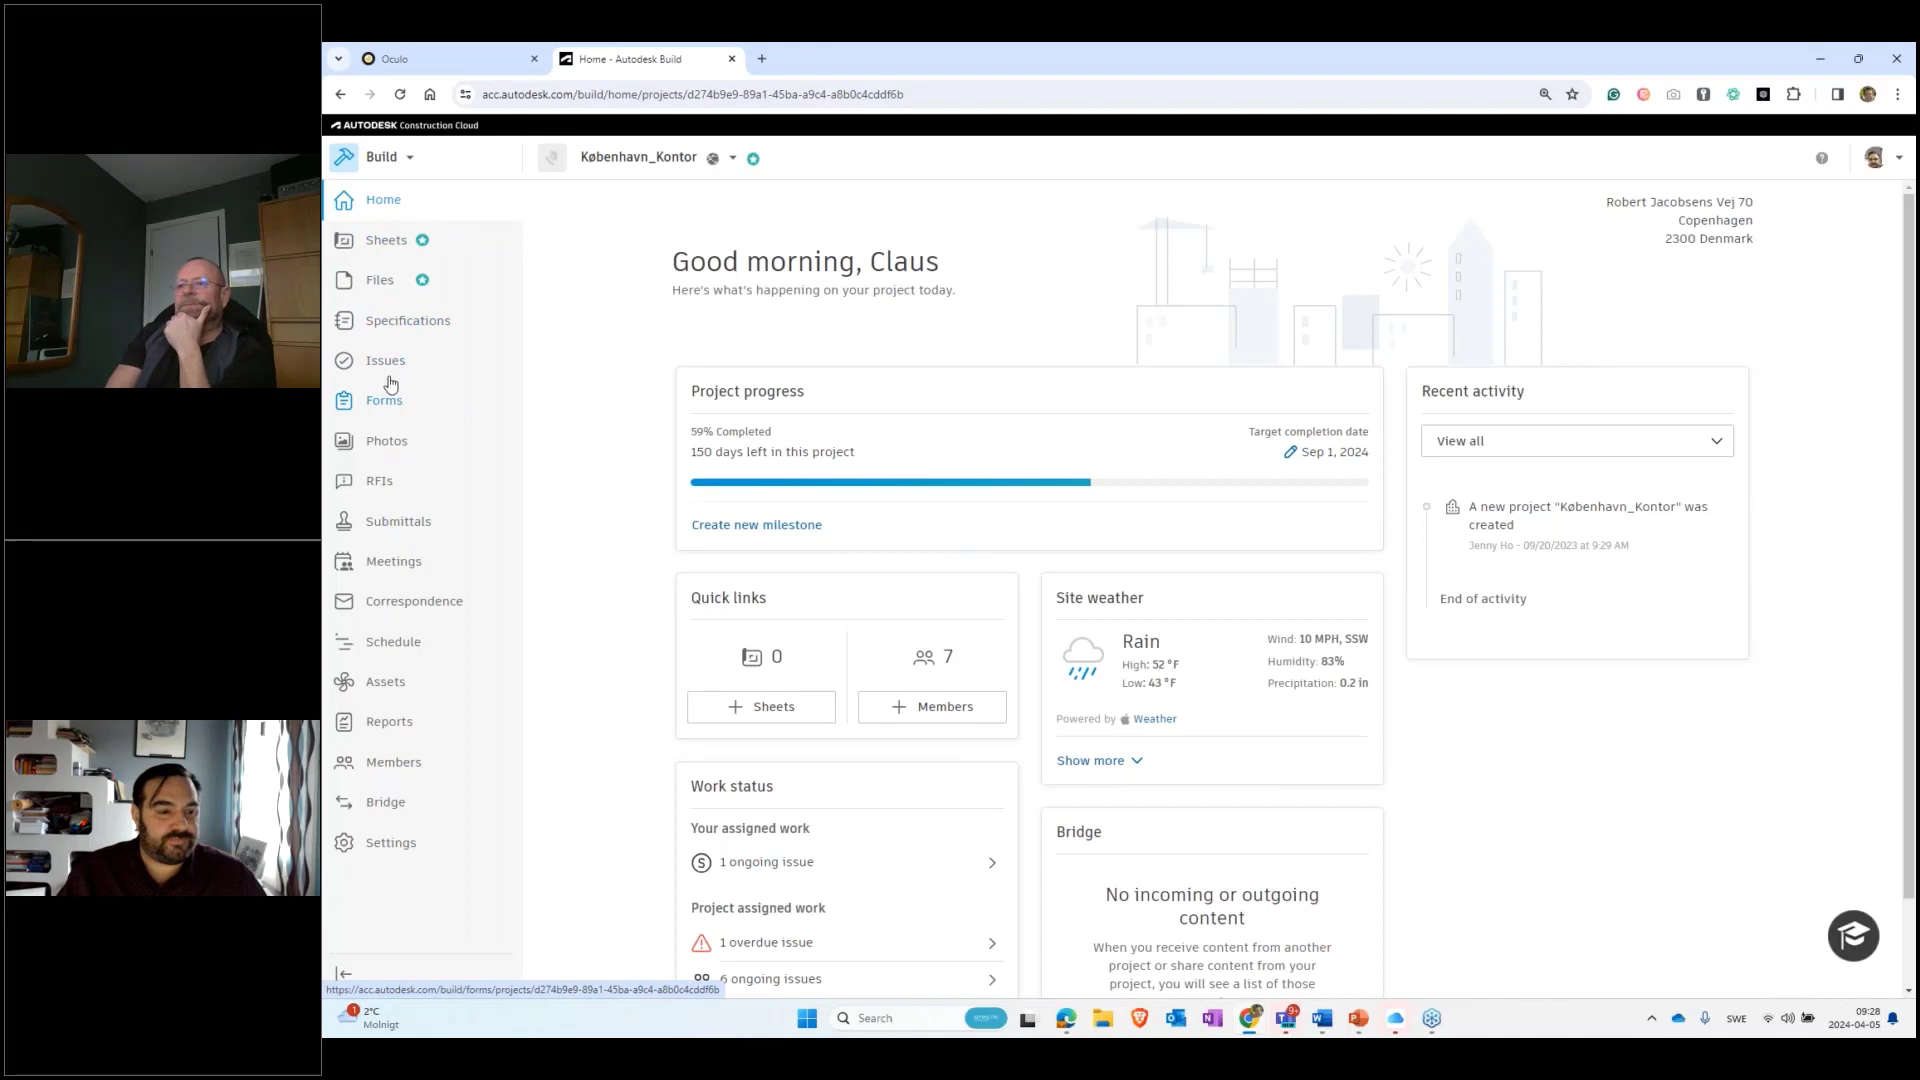 Oculo
Home - Autodesk Build
acc.autodesk.com/build/home/projects/d274b9e9-89a1-45ba-a9c4-a8b0c4cddf6b
AUTODESK Construction Cloud
Build
København_Kontor
Home
Sheets
Files
Specifications
Issues
Forms
Photos
RFIs
Submittals
Meetings
Correspondence
Schedule
Assets
Reports
Members
Bridge
Settings
Robert Jacobsens Vej 70
Copenhagen
2300 Denmark
Good morning, Claus
Here's what's happening on your project today.
Project progress
59% Completed
150 days left in this project
Target completion date
Sep 1, 2024
Create new milestone
Recent activity
View all
A new project "København_Kontor" was
created
Jenny Ho - 09/20/2023 at 9:29 AM
End of activity
Quick links
0
7
Sheets
Members
Site weather
Rain
High: 52 °F
Low: 43 °F
Wind: 10 MPH, SSW
Humidity: 83%
Precipitation: 0.2 in
Powered by Weather
Show more
Work status
Your assigned work
1 ongoing issue
Project assigned work
1 overdue issue
6 ongoing issues
Bridge
No incoming or outgoing
content
When you receive content from another
project or share content from your
project, you will see a list of those
https://acc.autodesk.com/build/forms/projects/d274b9e9-89a1-45ba-a9c4-a8b0c4cddf6b
1
2°C
Molnigt
Search
9+
SWE
09:28
2024-04-05